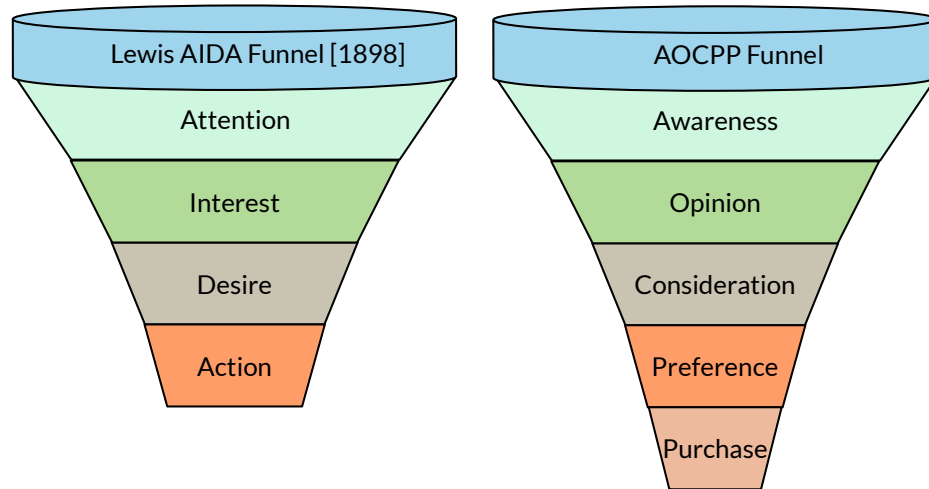 Lewis AIDA Funnel [1898]
Attention
Interest
Desire
Action
AOCPP Funnel
Awareness
Opinion
Consideration
Preference
Purchase